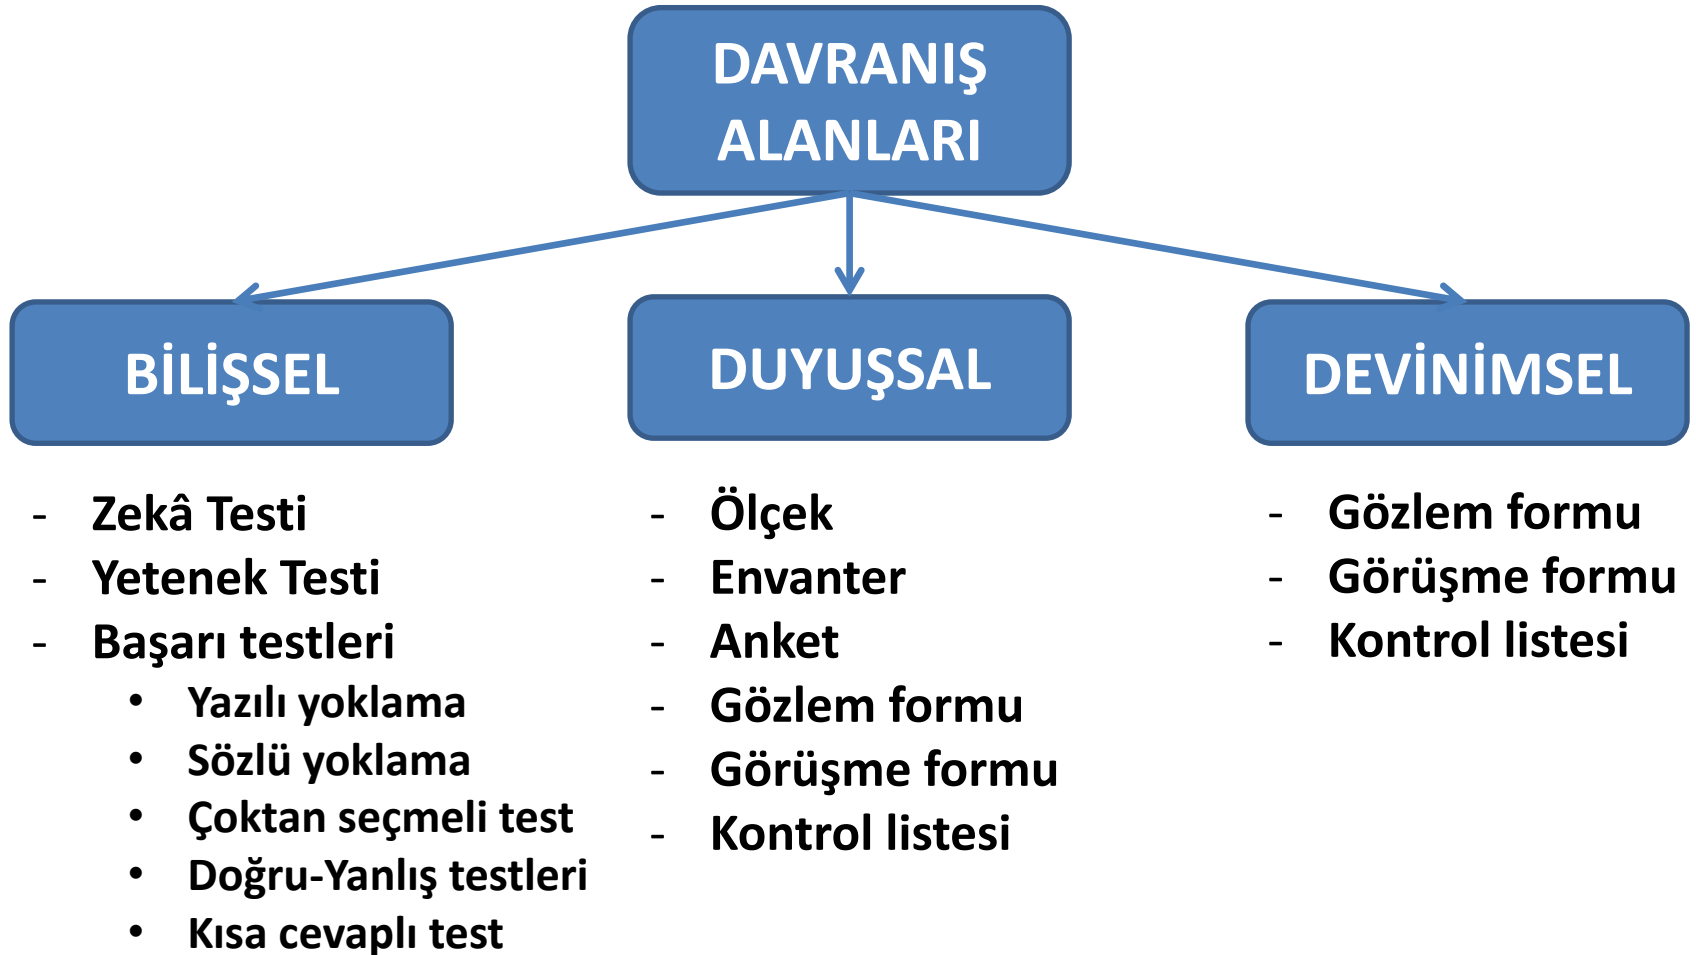 DAVRANIŞ
ALANLARI
BİLİŞSEL
- Zekâ Testi
- Yetenek Testi
- Başarı testleri
• Yazılı yoklama
• Sözlü yoklama
• Çoktan seçmeli test
• Doğru-Yanlış testleri
• Kısa cevaplı test
DUYUŞSAL
- Ölçek
- Envanter
- Anket
- Gözlem formu
- Görüşme formu
- Kontrol listesi
DEVİNİMSEL
- Gözlem formu
- Görüşme formu
- Kontrol listesi